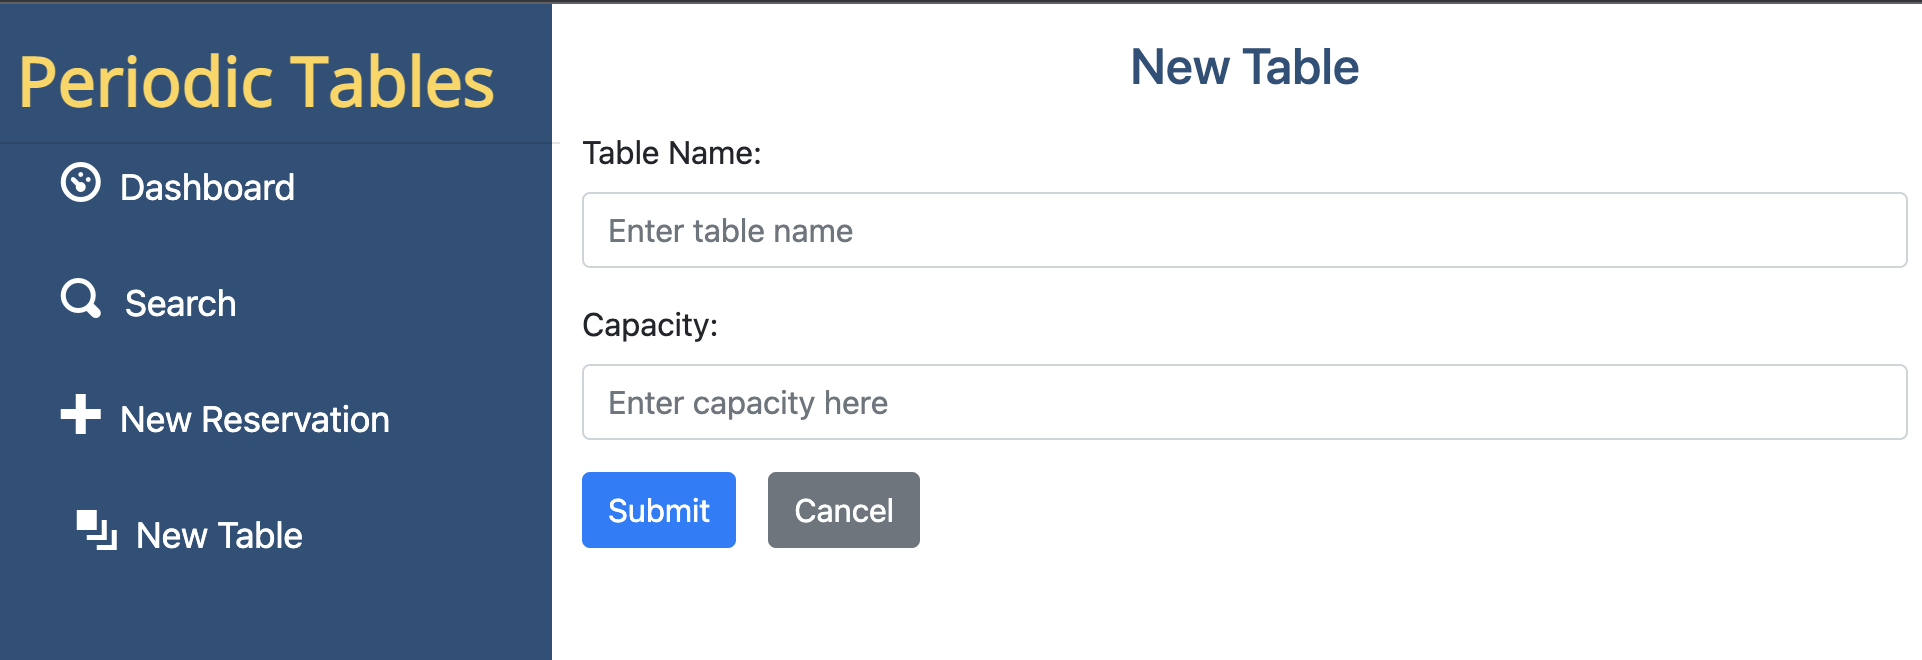 Periodic Tables
Dashboard
Search
New Reservation
New Table
New Table
Table Name:
Enter table name
Capacity:
Enter capacity here
Submit
Cancel